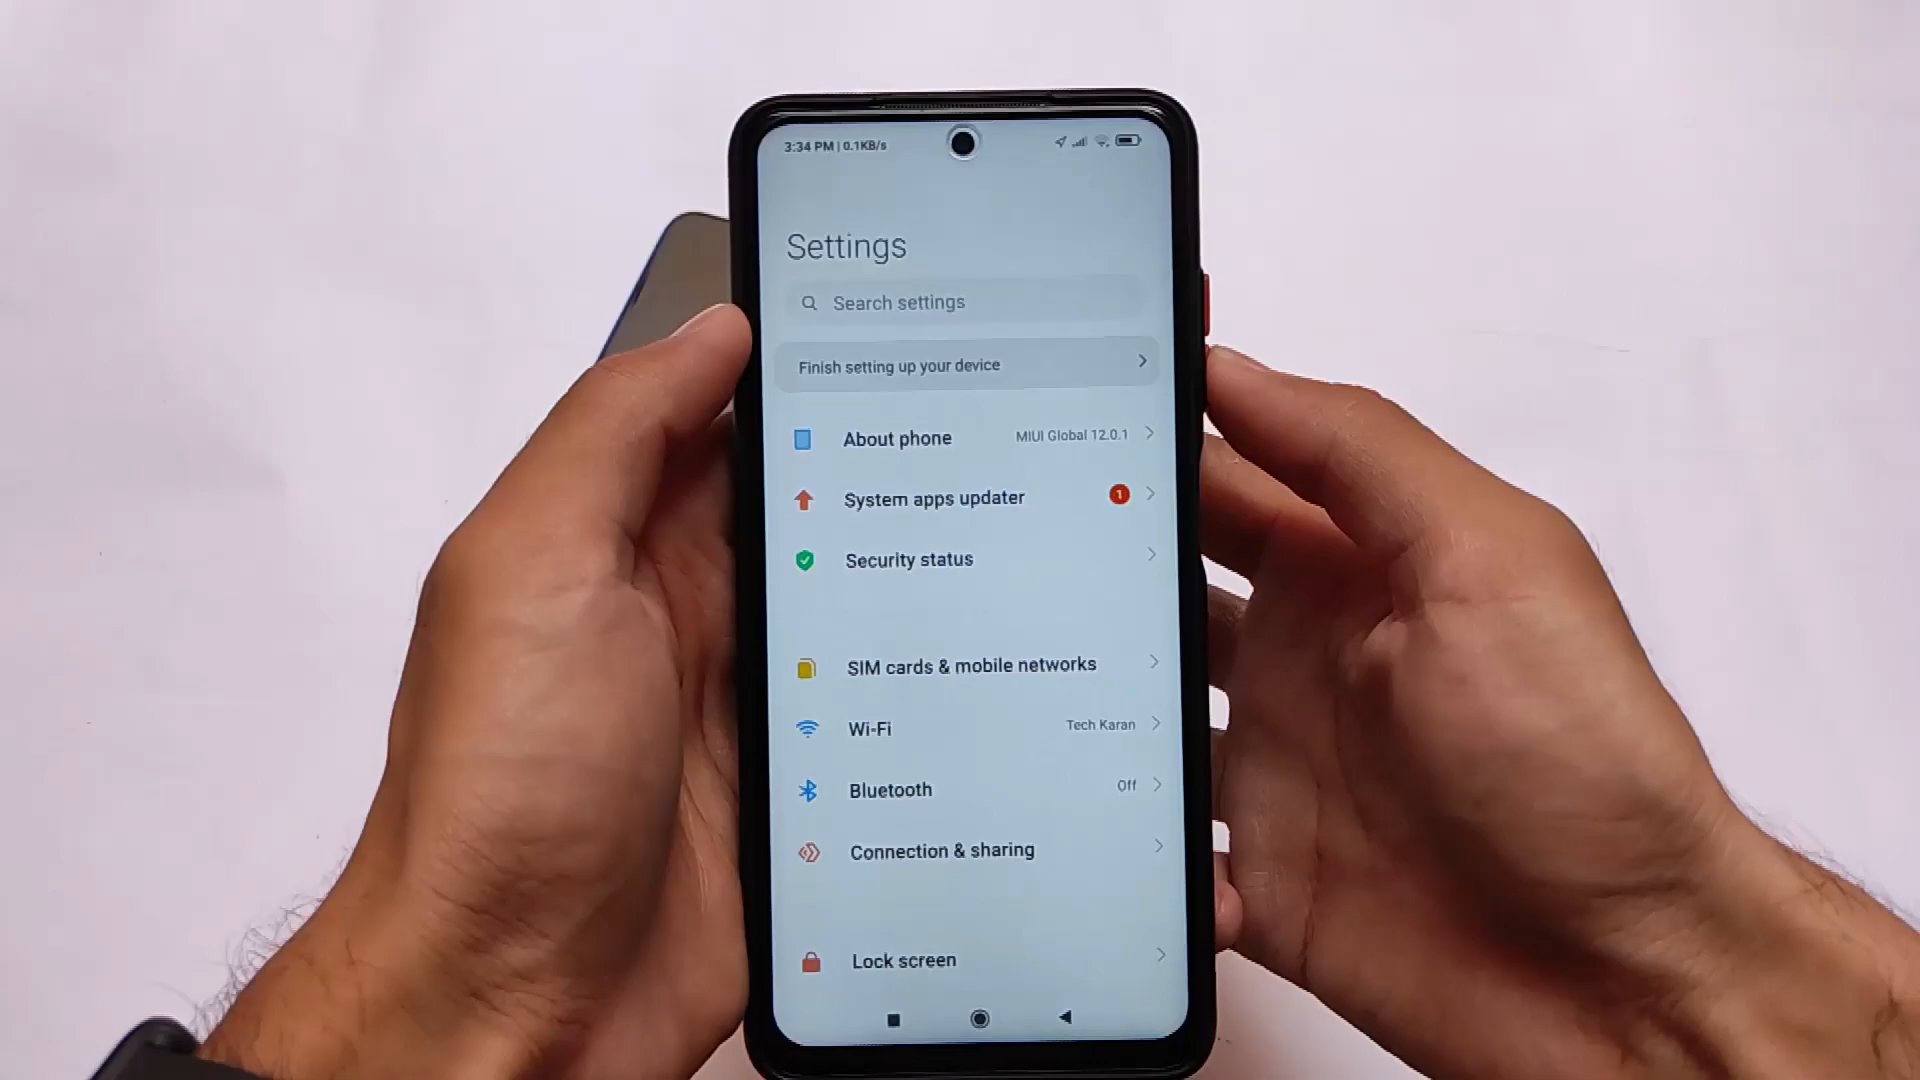 3:34 PM | 0.1KB/s
Settings
Search settings
Finish setting up your device
About phone MIUI Global 12.0.1
System apps updater 1
Security status
SIM cards & mobile networks
Wi-Fi Tech Karan
Bluetooth Off
Connection & sharing
Lock screen